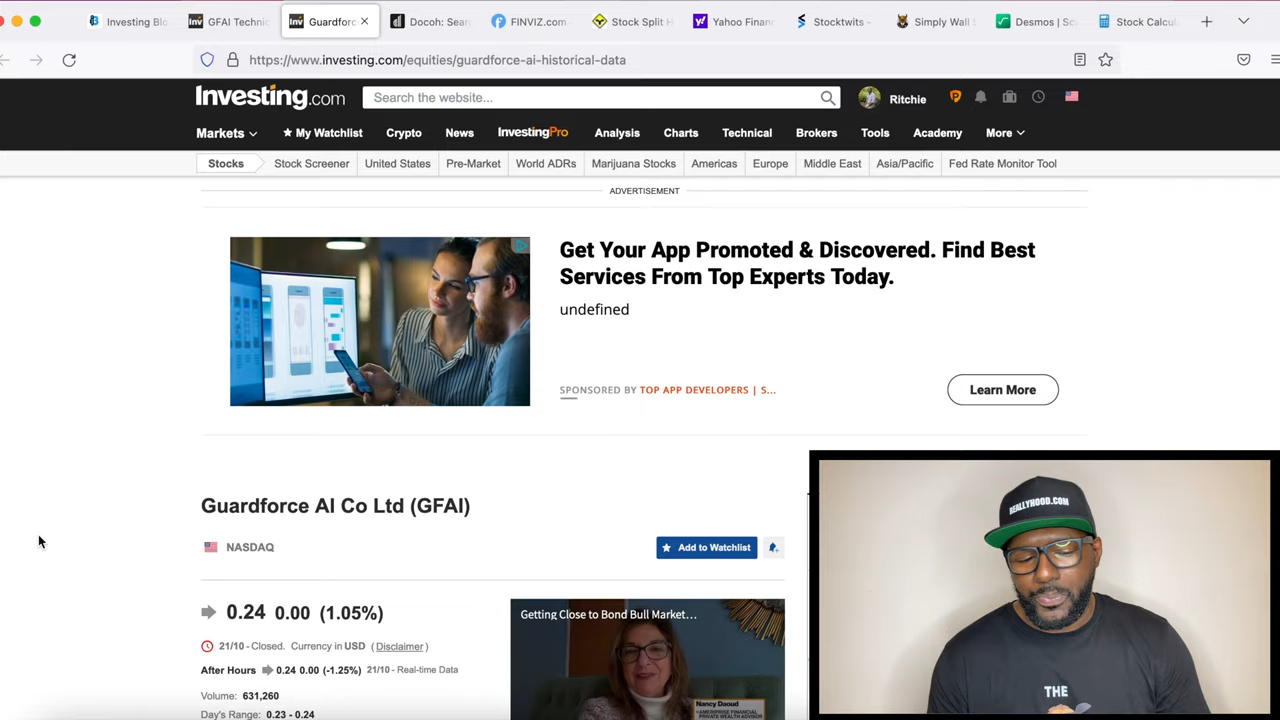 Investing Blo
GFAI Technic
Guardforc
Docoh: Sear
FINVIZ.com -
Stock Split H
Yahoo Finan
Stocktwits -
Simply Wall
Desmos | Sc
Stock Calcu
https://www.investing.com/equities/guardforce-ai-historical-data
Investing.com
Search the website...
Ritchie
Markets
My Watchlist
Crypto
News
InvestingPro
Analysis
Charts
Technical
Brokers
Tools
Academy
More
Stocks
Stock Screener
United States
Pre-Market
World ADRs
Marijuana Stocks
Americas
Europe
Middle East
Asia/Pacific
Fed Rate Monitor Tool
ADVERTISEMENT
Get Your App Promoted & Discovered. Find Best
Services From Top Experts Today.
undefined
SPONSORED BY TOP APP DEVELOPERS | S...
Learn More
Guardforce AI Co Ltd (GFAI)
NASDAQ
Add to Watchlist
0.24 0.00 (1.05%)
21/10 - Closed. Currency in USD (Disclaimer)
After Hours 0.24 0.00 (-1.25%) 21/10 - Real-time Data
Volume: 631,260
Day's Range: 0.23 - 0.24
Getting Close to Bond Bull Market...
Nancy Daoud
AMERIPRISE FINANCIAL
PRIVATE WEALTH ADVISOR
REALLYHOOD.COM
THE